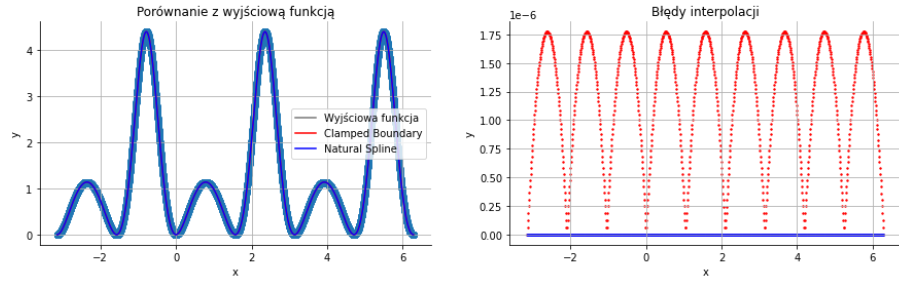 Porównanie z wyjściową funkcją
4
3
2
1
0
y
−2
0
2
4
6
x
Wyjściowa funkcja
Clamped Boundary
Natural Spline
Błędy interpolacji
1e−6
1.75
1.50
1.25
1.00
0.75
0.50
0.25
0.00
y
−2
0
2
4
6
x